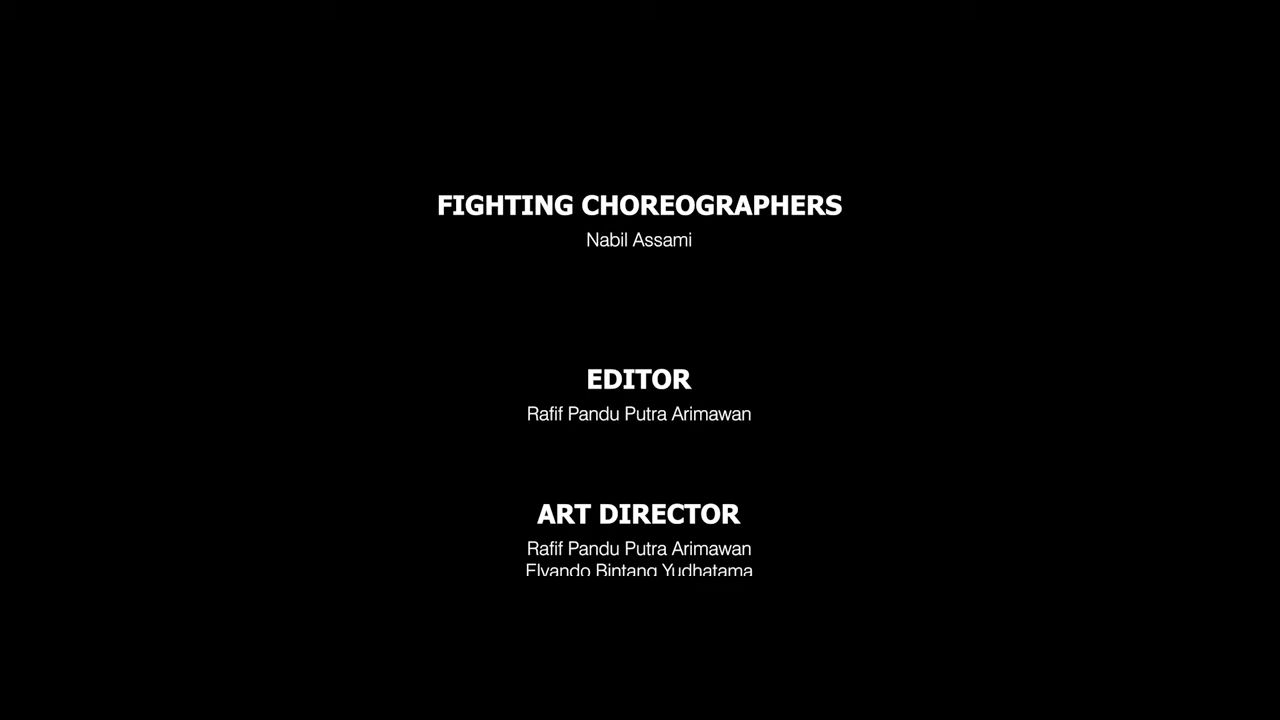 FIGHTING CHOREOGRAPHERS
Nabil Assami
EDITOR
Rafif Pandu Putra Arimawan
ART DIRECTOR
Rafif Pandu Putra Arimawan
Elvando Bintang Yudhatama